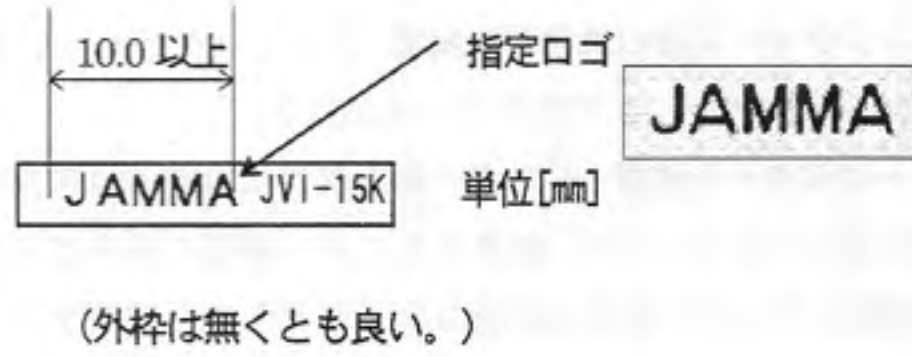 10.0 以上
指定ロゴ
JAMMA
JAMMA JVI-15K
単位[mm]
(外枠は無くとも良い。)